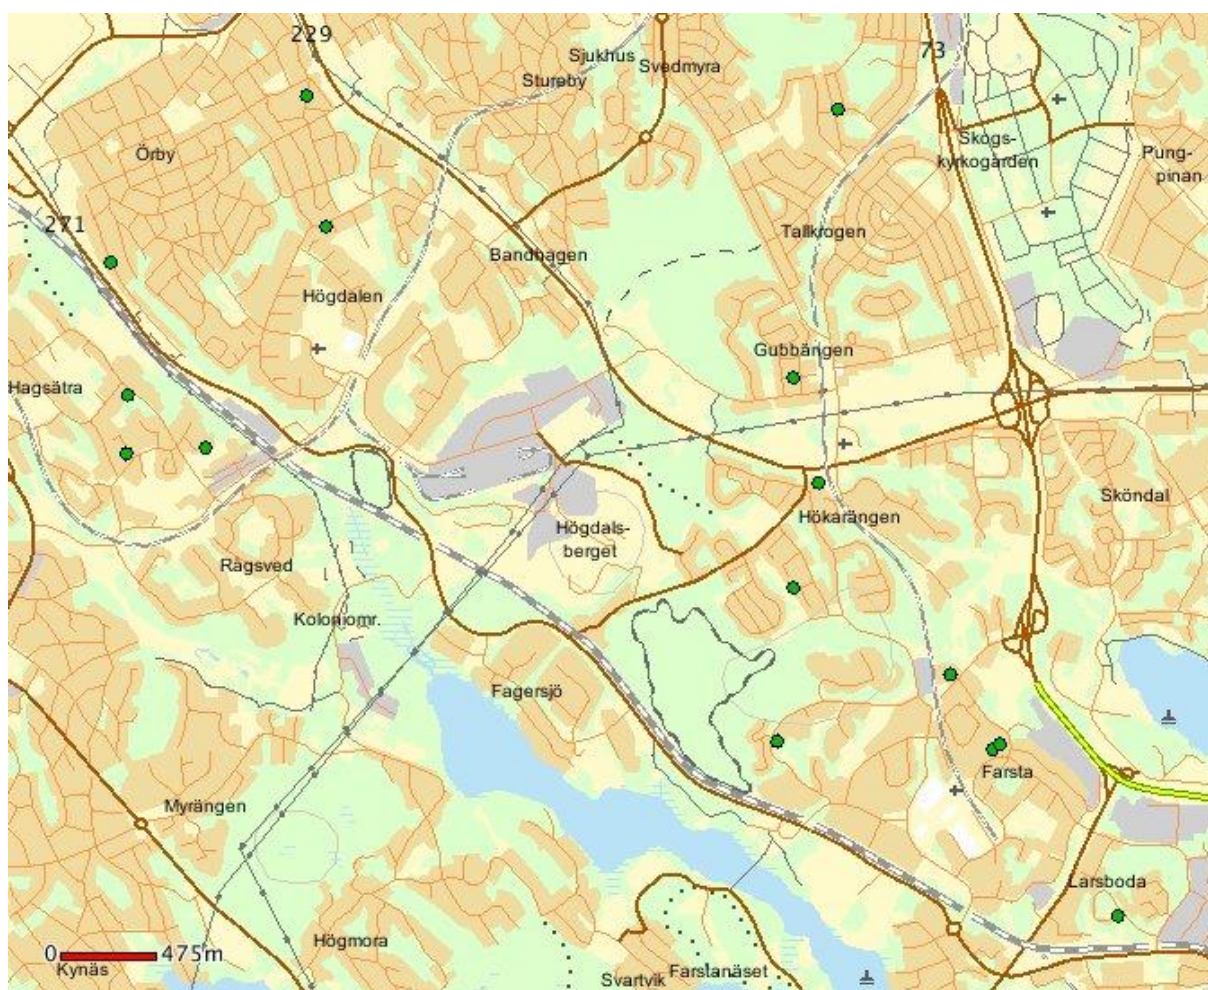 229
Sjukhus
Svedmyra
Stureby
73
Skogs-
kyrkogården
Pung-
pinan
Örby
271
Tallkrogen
Bandhagen
Högdalen
Gubbängen
Hagsätra
Sköndal
Hökarängen
Högdals-
berget
Rågsved
Koloniomr.
Fagersjö
Farsta
Myrängen
Larsboda
Högmora
0 475m
Kynäs
Svartvik
Farstanäset